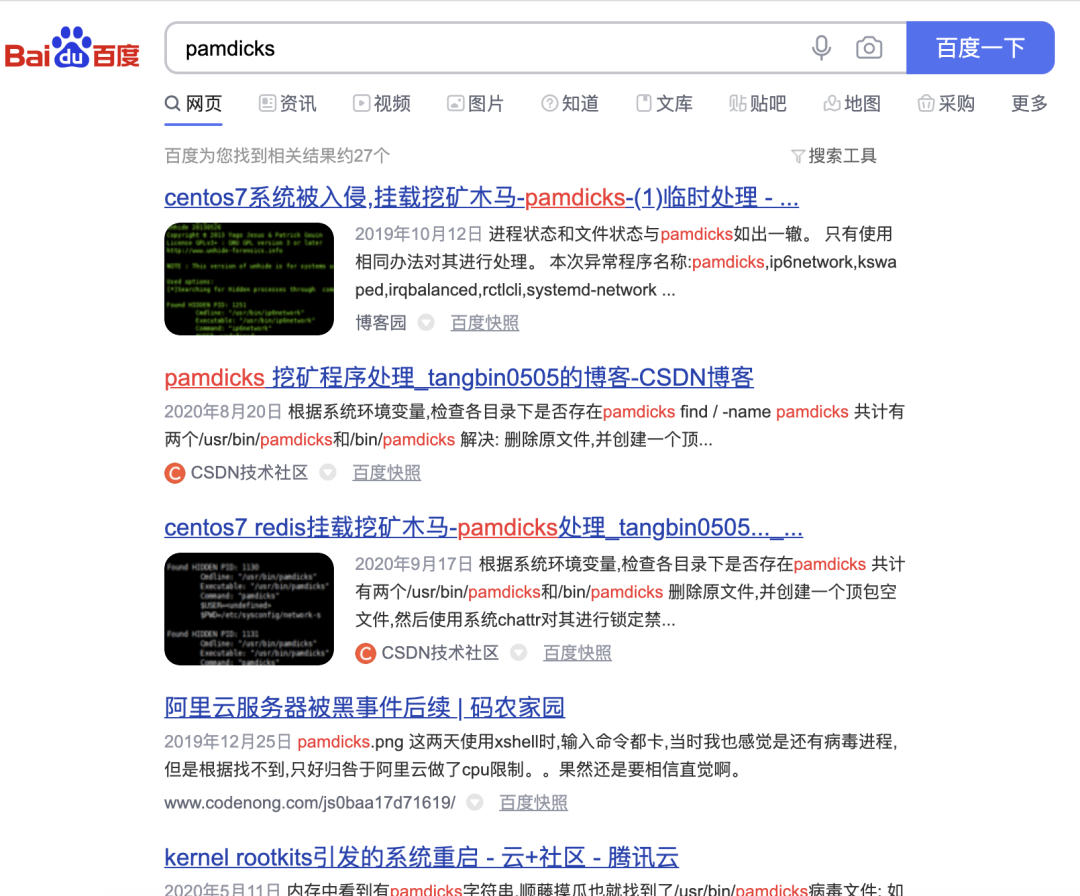 Bai du 百度
pamdicks
百度一下
网页 资讯 视频 图片 知道 文库 贴吧 地图 采购 更多
百度为您找到相关结果约27个
搜索工具
centos7系统被入侵,挂载挖矿木马-pamdicks-(1)临时处理 - ...
2019年10月12日 进程状态和文件状态与pamdicks如出一辙。 只有使用
相同办法对其进行处理。 本次异常程序名称:pamdicks,ip6network,kswa
ped,irqbalanced,rctlcli,systemd-network ...
博客园 百度快照
pamdicks 挖矿程序处理_tangbin0505的博客-CSDN博客
2020年8月20日 根据系统环境变量,检查各目录下是否存在pamdicks find / -name pamdicks 共计有
两个/usr/bin/pamdicks和/bin/pamdicks 解决: 删除原文件,并创建一个顶...
CSDN技术社区 百度快照
centos7 redis挂载挖矿木马-pamdicks处理_tangbin0505..._...
Found HIDDEN PID: 1130
Cmdline: "/usr/bin/pamdicks"
Executable: "/usr/bin/pamdicks"
Command: "pamdicks"
$USER=<undefined>
$PWD=/etc/sysconfig/network-s
Found HIDDEN PID: 1131
Cmdline: "/usr/bin/pamdicks"
Executable: "/usr/bin/pamdicks"
Command: "pamdicks"
2020年9月17日 根据系统环境变量,检查各目录下是否存在pamdicks 共计
有两个/usr/bin/pamdicks和/bin/pamdicks 删除原文件,并创建一个顶包空
文件,然后使用系统chattr对其进行锁定禁...
CSDN技术社区 百度快照
阿里云服务器被黑事件后续 | 码农家园
2019年12月25日 pamdicks.png 这两天使用xshell时,输入命令都卡,当时我也感觉是还有病毒进程,
但是根据找不到,只好归咎于阿里云做了cpu限制。。果然还是要相信直觉啊。
www.codenong.com/js0baa17d71619/ 百度快照
kernel rootkits引发的系统重启 - 云+社区 - 腾讯云
2020年5月11日 内存中看到有pamdicks字符串,顺藤摸瓜也就找到了/usr/bin/pamdicks病毒文件: 如